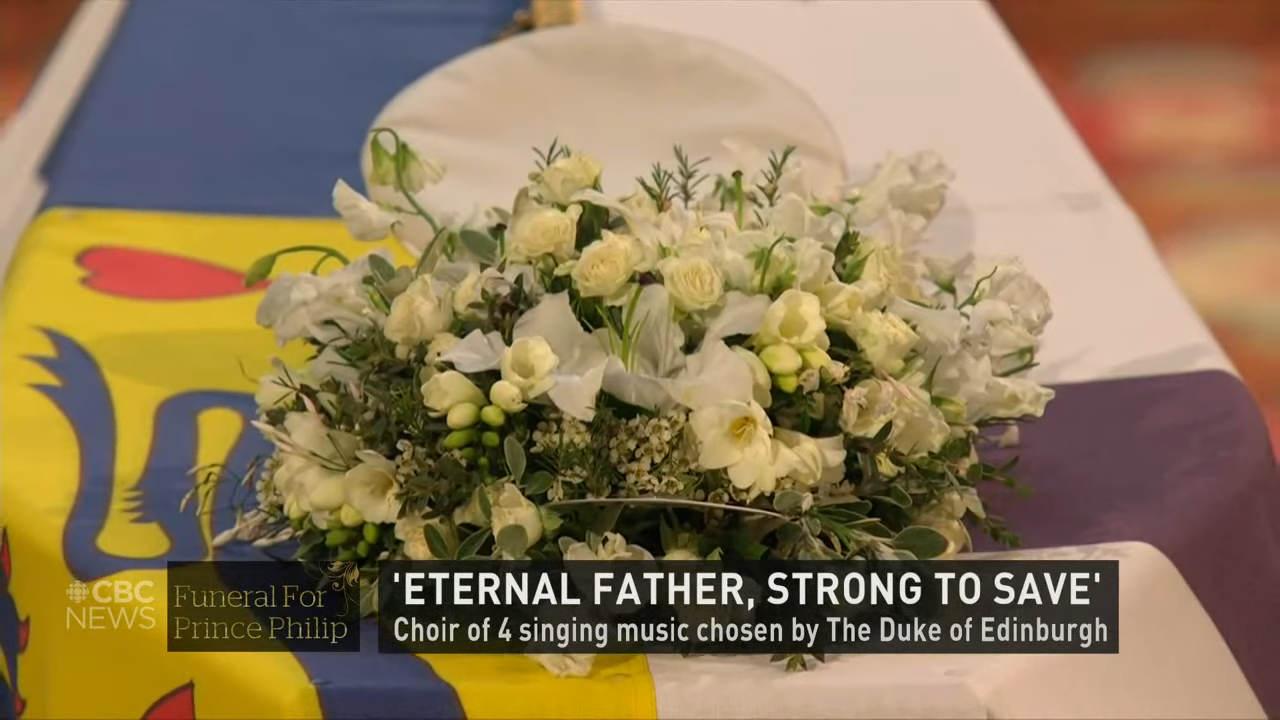 CBC
NEWS
Funeral For
Prince Philip
'ETERNAL FATHER, STRONG TO SAVE'
Choir of 4 singing music chosen by The Duke of Edinburgh